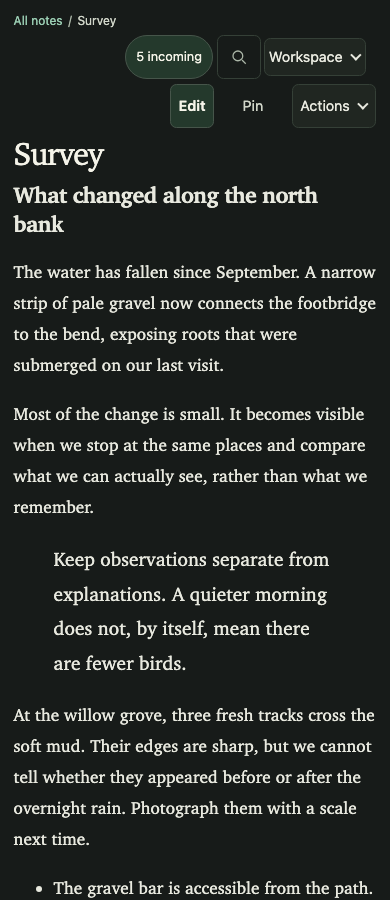 All notes / Survey
5 incoming
Workspace
Edit
Pin
Actions
Survey
What changed along the north
bank
The water has fallen since September. A narrow
strip of pale gravel now connects the footbridge
to the bend, exposing roots that were
submerged on our last visit.
Most of the change is small. It becomes visible
when we stop at the same places and compare
what we can actually see, rather than what we
remember.
Keep observations separate from
explanations. A quieter morning
does not, by itself, mean there
are fewer birds.
At the willow grove, three fresh tracks cross the
soft mud. Their edges are sharp, but we cannot
tell whether they appeared before or after the
overnight rain. Photograph them with a scale
next time.
• The gravel bar is accessible from the path.